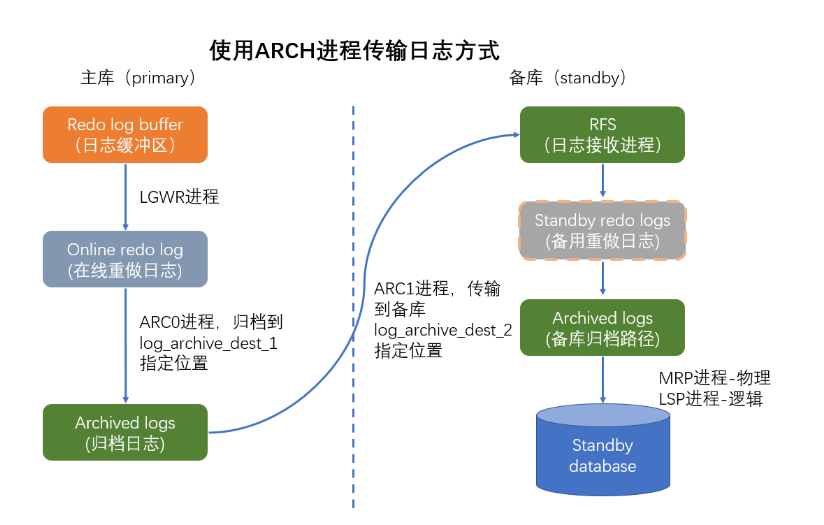 使用ARCH进程传输日志方式
主库（primary）
备库（standby）
Redo log buffer
（日志缓冲区）
LGWR进程
Online redo log
(在线重做日志)
ARC0进程，归档到
log_archive_dest_1
指定位置
Archived logs
(归档日志)
ARC1进程，传输
到备库
log_archive_dest_2
指定位置
RFS
（日志接收进程）
Standby redo logs
(备用重做日志)
Archived logs
(备库归档路径)
MRP进程-物理
LSP进程-逻辑
Standby
database